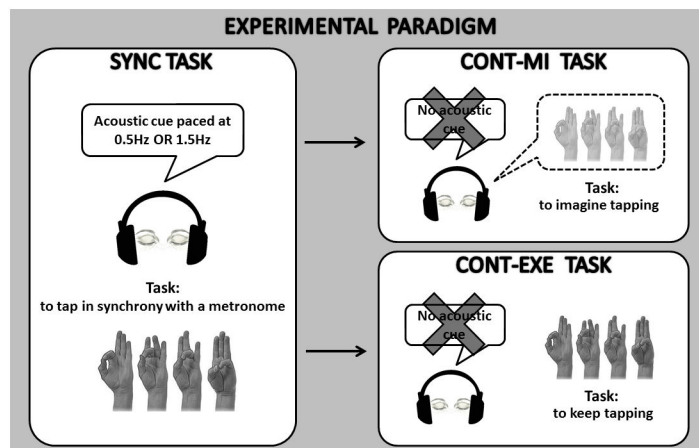 EXPERIMENTAL PARADIGM
SYNC TASK
Acoustic cue paced at
0.5Hz OR 1.5Hz
Task:
to tap in synchrony with a metronome
CONT-MI TASK
No acoustic
cue
Task:
to imagine tapping
CONT-EXE TASK
No acoustic
cue
Task:
to keep tapping